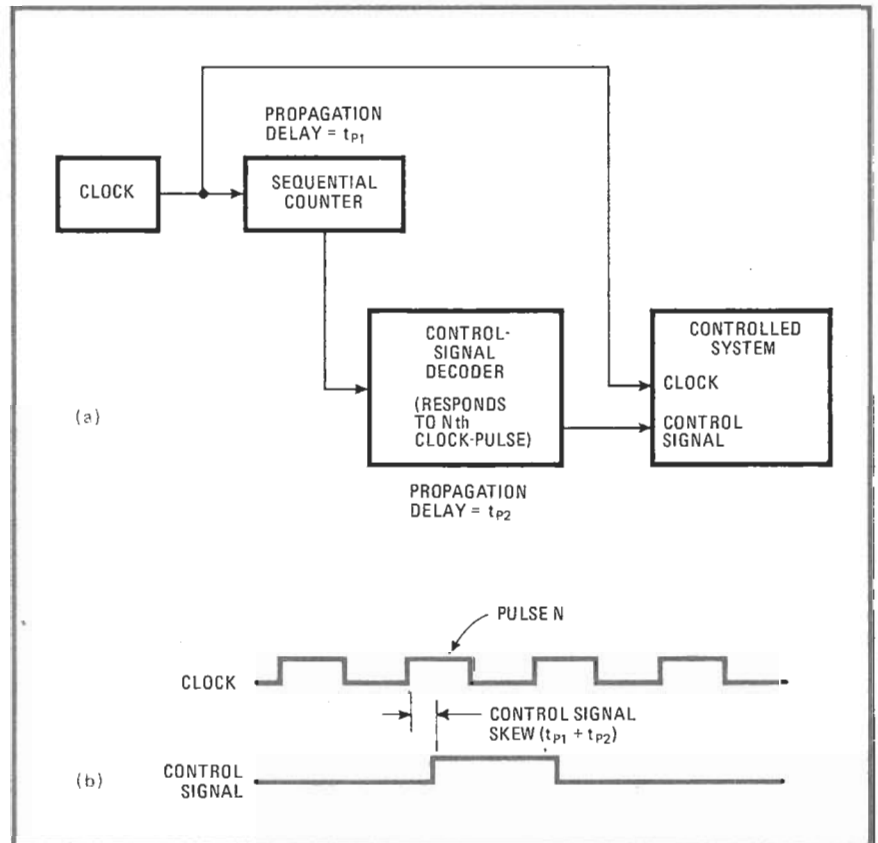 PROPAGATION
DELAY = tP1
CLOCK
SEQUENTIAL
COUNTER
CONTROL-
SIGNAL
DECODER
(RESPONDS
TO Nth
CLOCK-PULSE)
CONTROLLED
SYSTEM
CLOCK
CONTROL
SIGNAL
(a)
PROPAGATION
DELAY = tP2
PULSE N
CLOCK
CONTROL SIGNAL
SKEW (tP1 + tP2)
(b)
CONTROL
SIGNAL